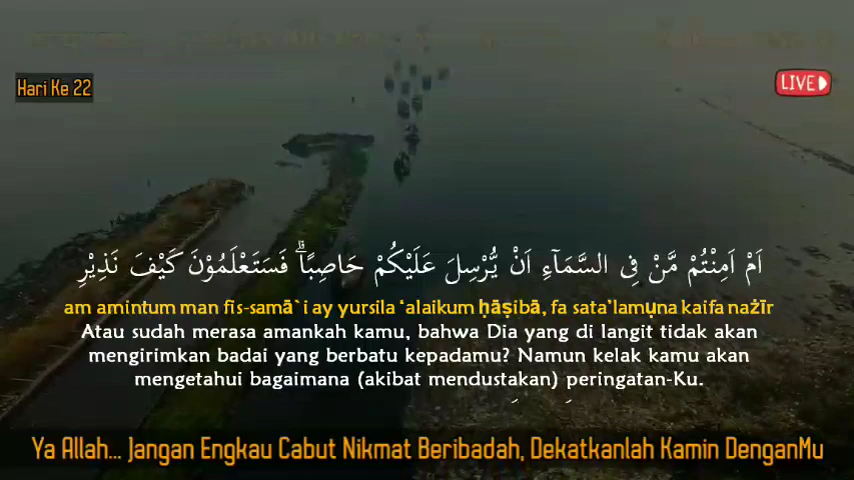 Hari Ke 22
LIVE
اَمْ اَمِنْتُمْ مَّنْ فِى السَّمَاۤءِ اَنْ يُّرْسِلَ عَلَيْكُمْ حَاصِبًاۗ فَسَتَعْلَمُوْنَ كَيْفَ نَذِيْرِ
am amintum man fis-samā`i ay yursila ‘alaikum ḥāṣibā, fa sata’lamụna kaifa nażīr
Atau sudah merasa amankah kamu, bahwa Dia yang di langit tidak akan
mengirimkan badai yang berbatu kepadamu? Namun kelak kamu akan
mengetahui bagaimana (akibat mendustakan) peringatan-Ku.
Ya Allah... Jangan Engkau Cabut Nikmat Beribadah, Dekatkanlah Kamin DenganMu